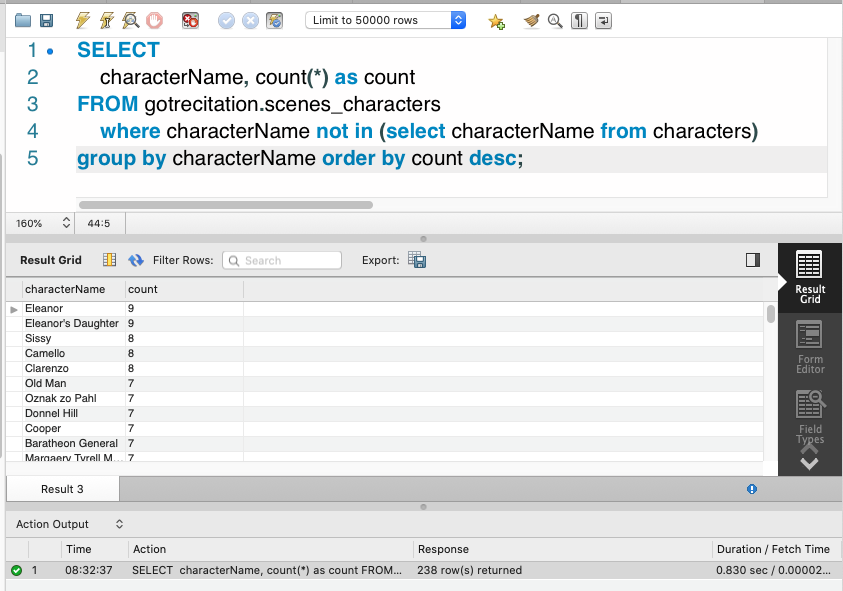 Limit to 50000 rows
1 SELECT
2 characterName, count(*) as count
3 FROM gotrecitation.scenes_characters
4 where characterName not in (select characterName from characters)
5 group by characterName order by count desc;
160% 44:5
Result Grid Filter Rows: Search Export:
characterName count
Eleanor 9
Eleanor's Daughter 9
Sissy 8
Camello 8
Clarenzo 8
Old Man 7
Oznak zo Pahl 7
Donnel Hill 7
Cooper 7
Baratheon General 7
Margaery Tyrell M... 7
Result
Grid
Form
Editor
Field
Types
Result 3
Action Output
Time Action Response Duration / Fetch Time
1 08:32:37 SELECT characterName, count(*) as count FROM... 238 row(s) returned 0.830 sec / 0.00002...